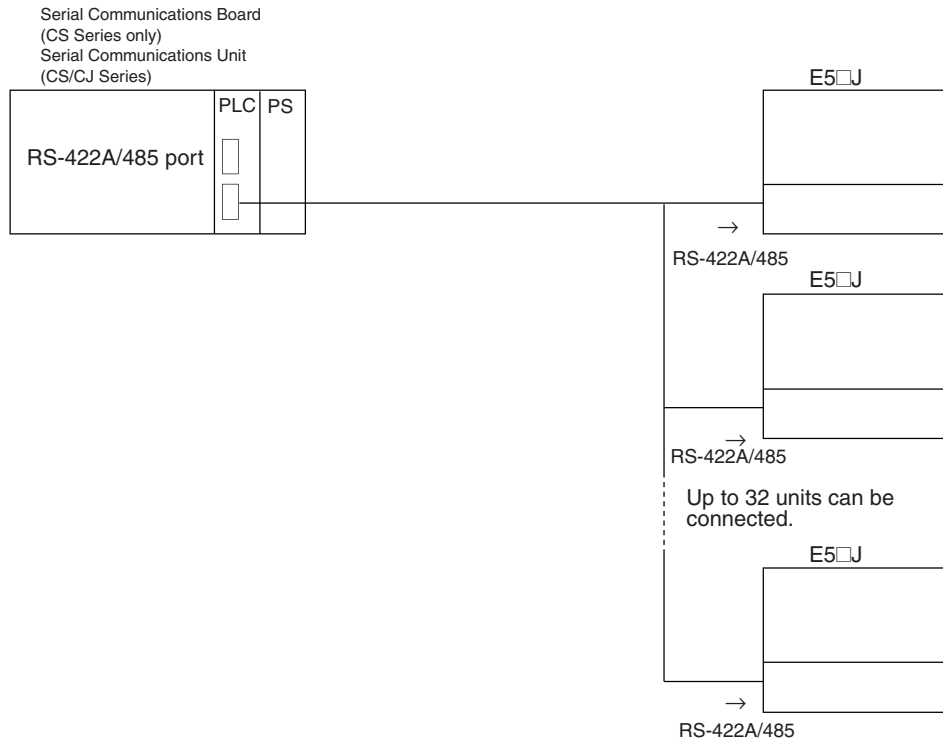 Serial Communications Board
(CS Series only)
Serial Communications Unit
(CS/CJ Series)
PLC PS
RS-422A/485 port
E5□J
→
RS-422A/485
E5□J
→
RS-422A/485
Up to 32 units can be
connected.
E5□J
→
RS-422A/485